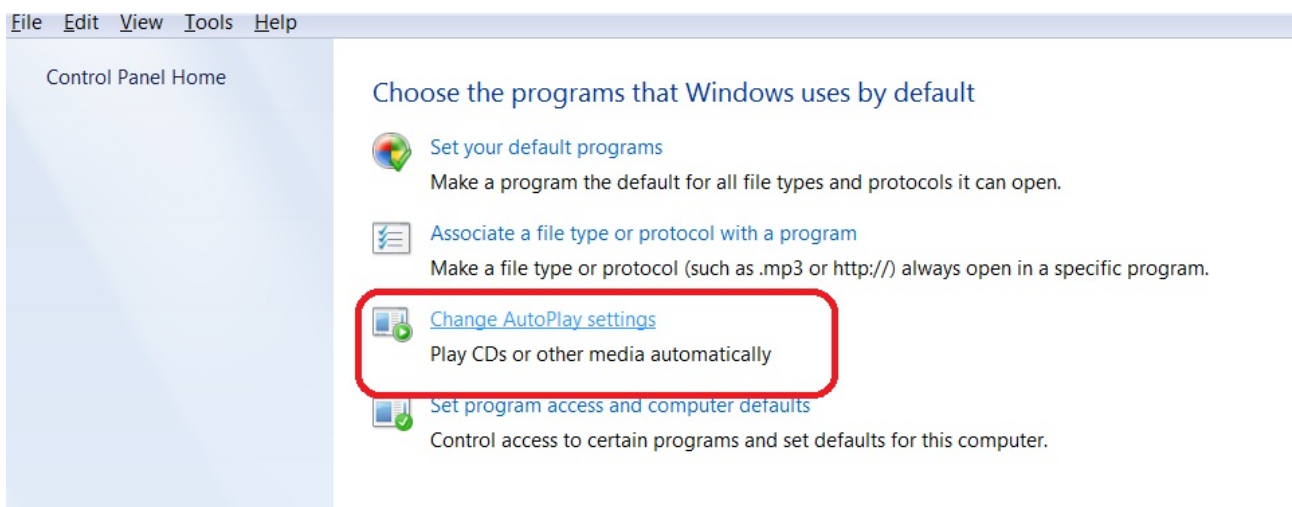 File Edit View Tools Help
Control Panel Home
Choose the programs that Windows uses by default
Set your default programs
Make a program the default for all file types and protocols it can open.
Associate a file type or protocol with a program
Make a file type or protocol (such as .mp3 or http://) always open in a specific program.
Change AutoPlay settings
Play CDs or other media automatically
Set program access and computer defaults
Control access to certain programs and set defaults for this computer.